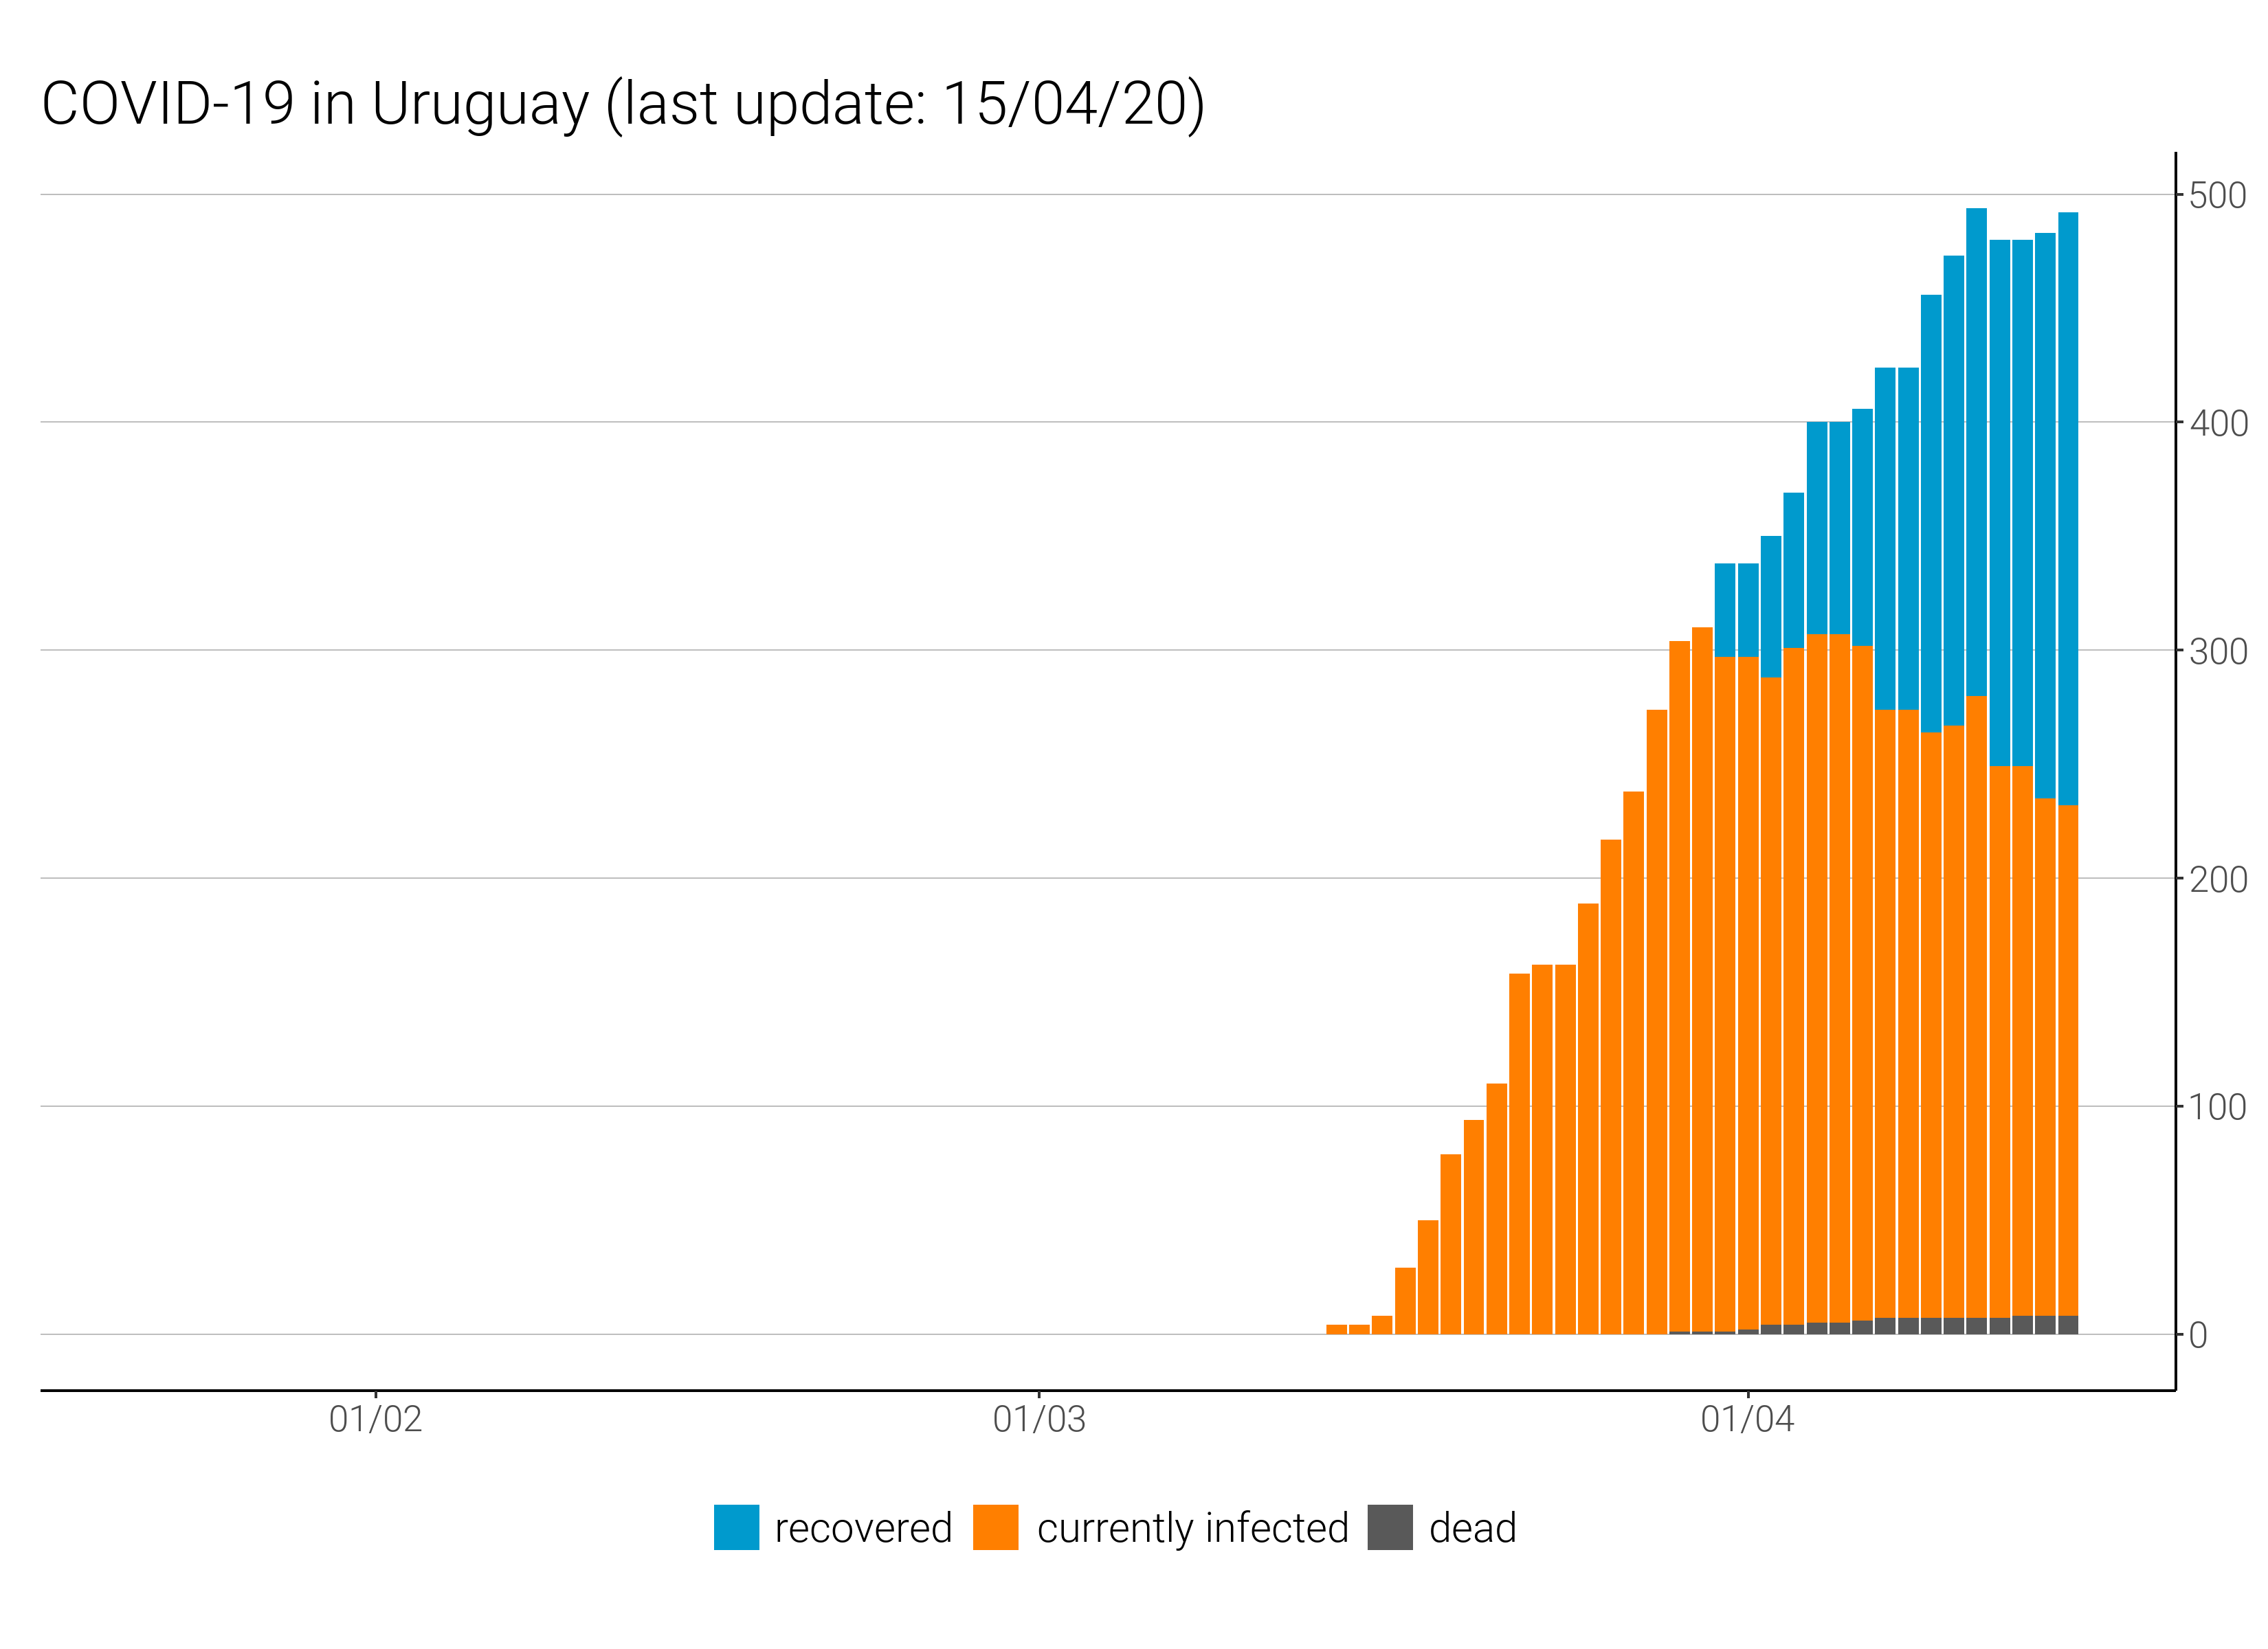 COVID-19 in Uruguay (last update: 15/04/20)
500
400
300
200
100
0
01/02 01/03 01/04
recovered currently infected dead